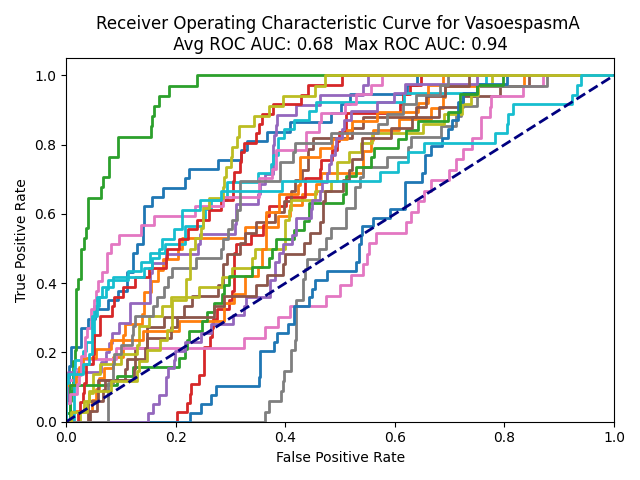 Receiver Operating Characteristic Curve for VasoespasmA
Avg ROC AUC: 0.68  Max ROC AUC: 0.94
1.0
0.8
0.6
0.4
0.2
0.0
True Positive Rate
0.0 0.2 0.4 0.6 0.8 1.0
False Positive Rate